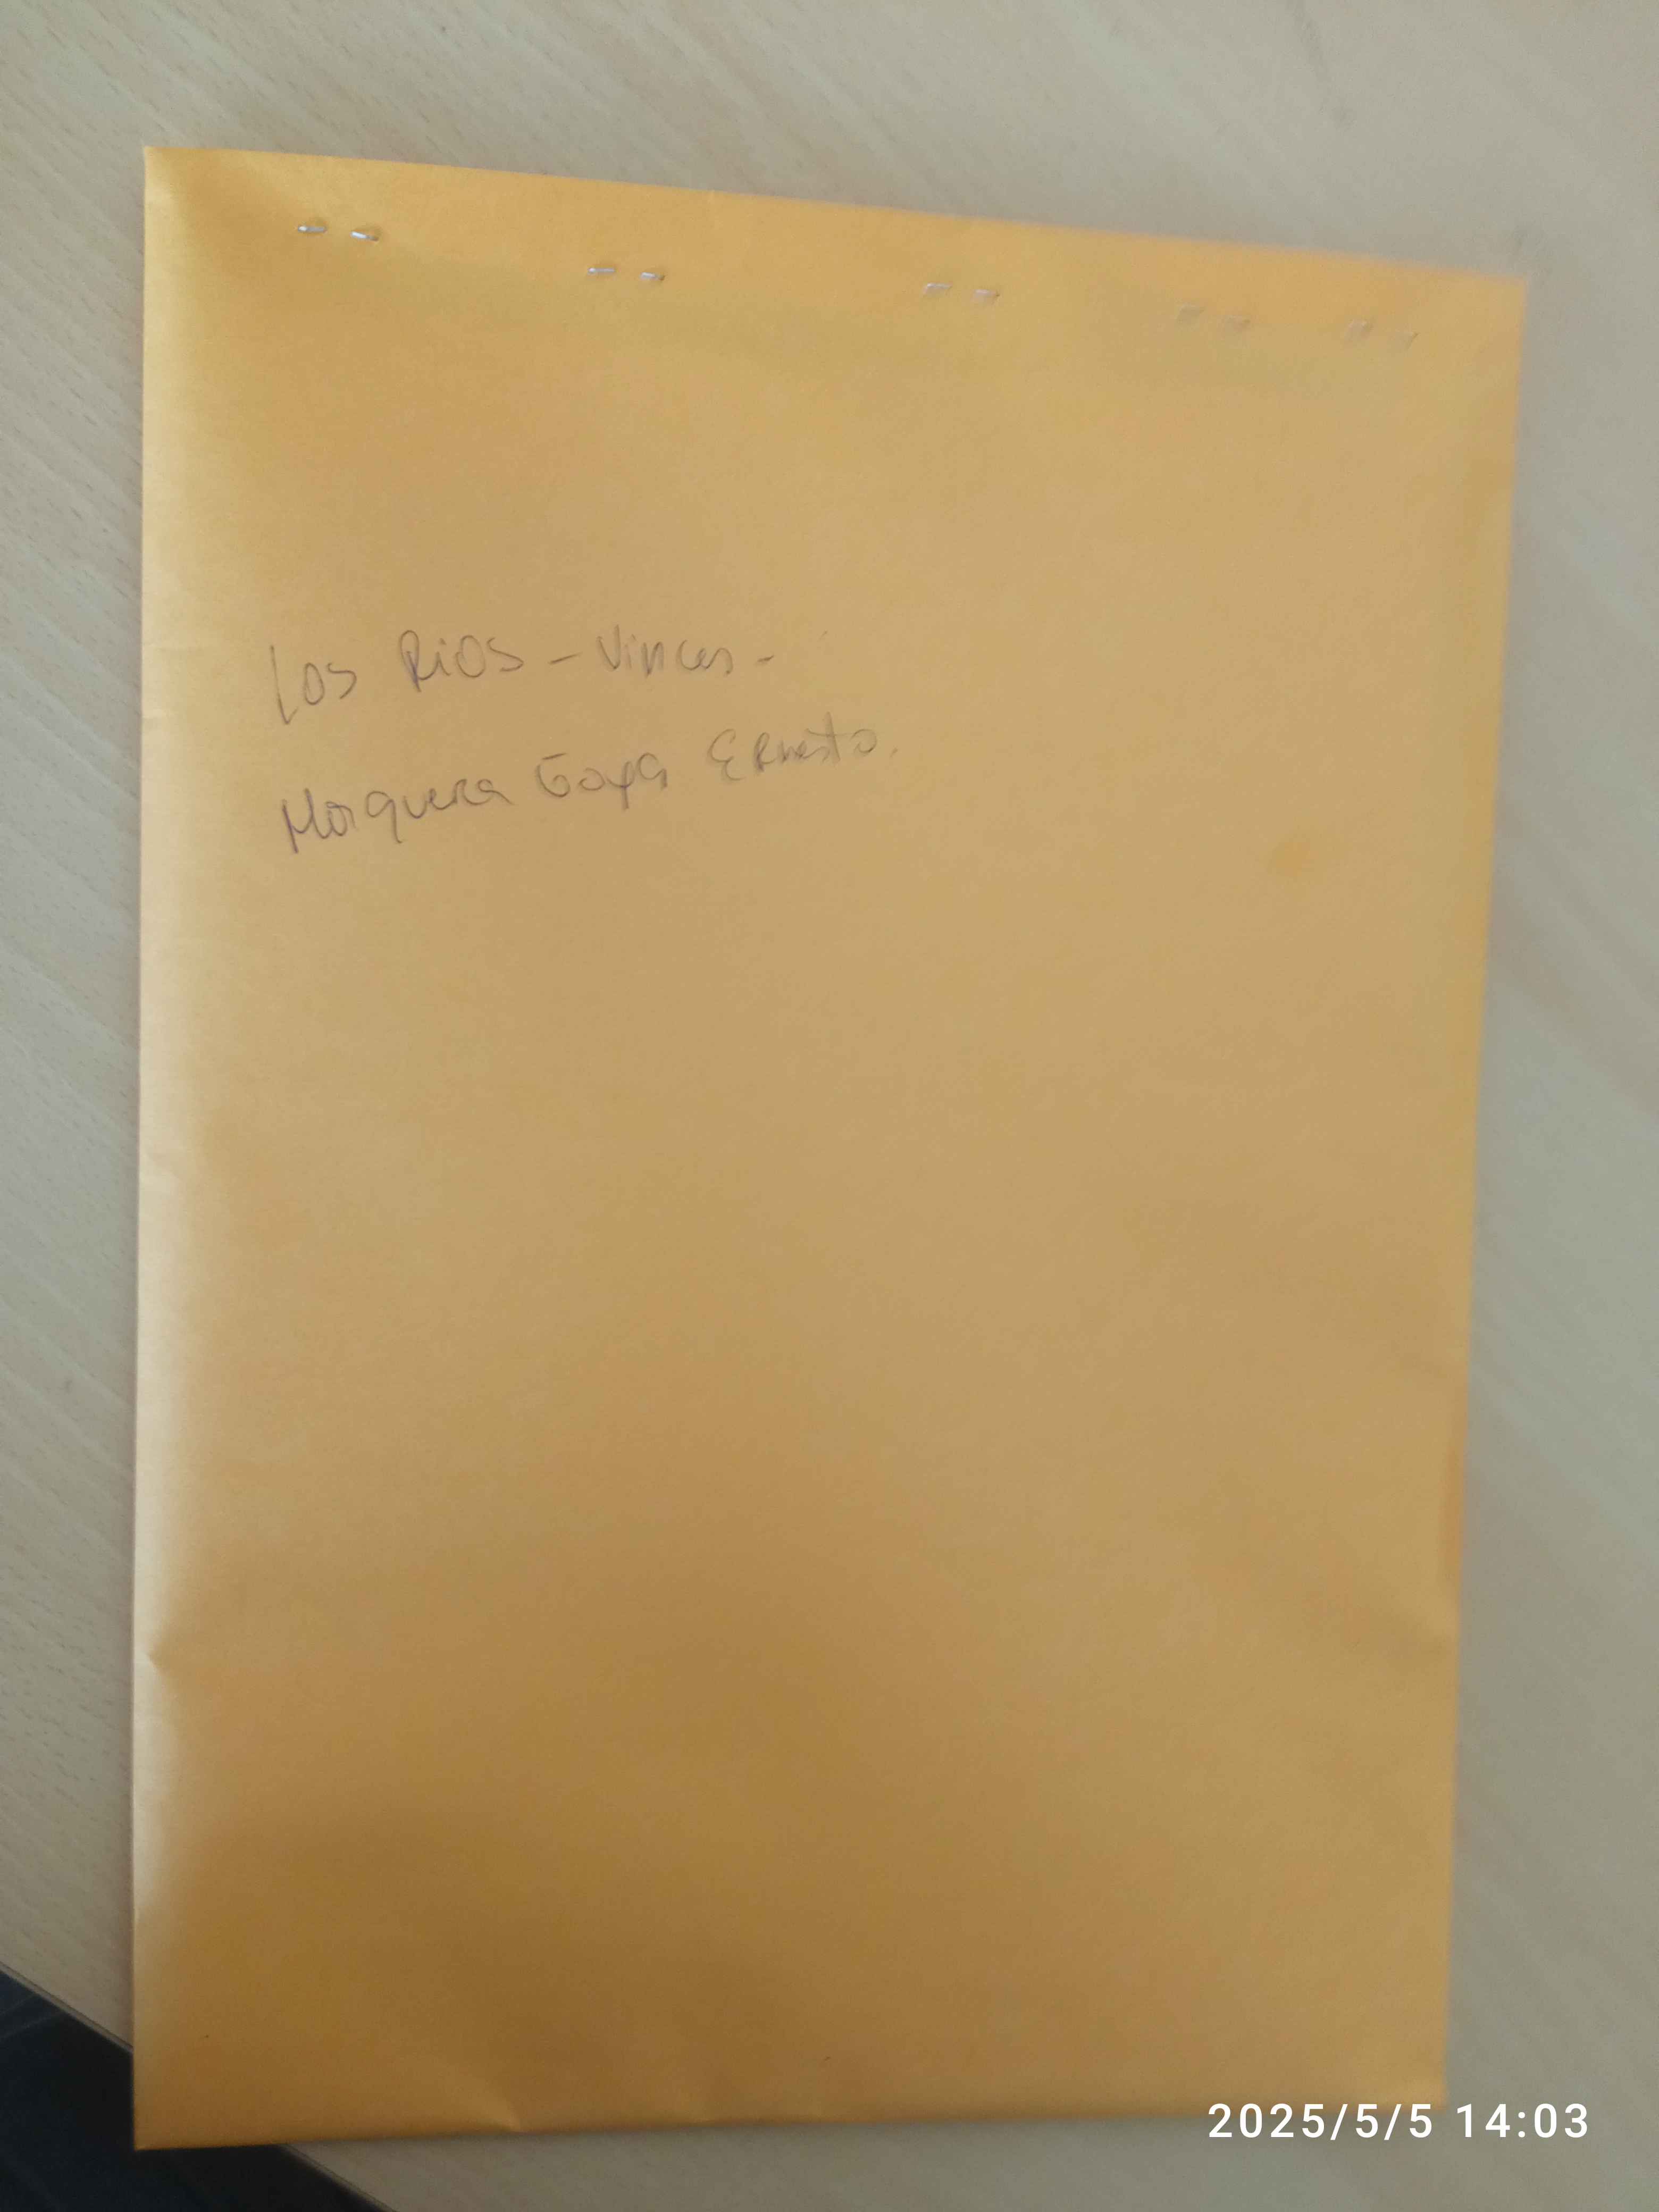 Los Rios - Vinces -
Mosquera Goya Ernesto.
2025/5/5 14:03